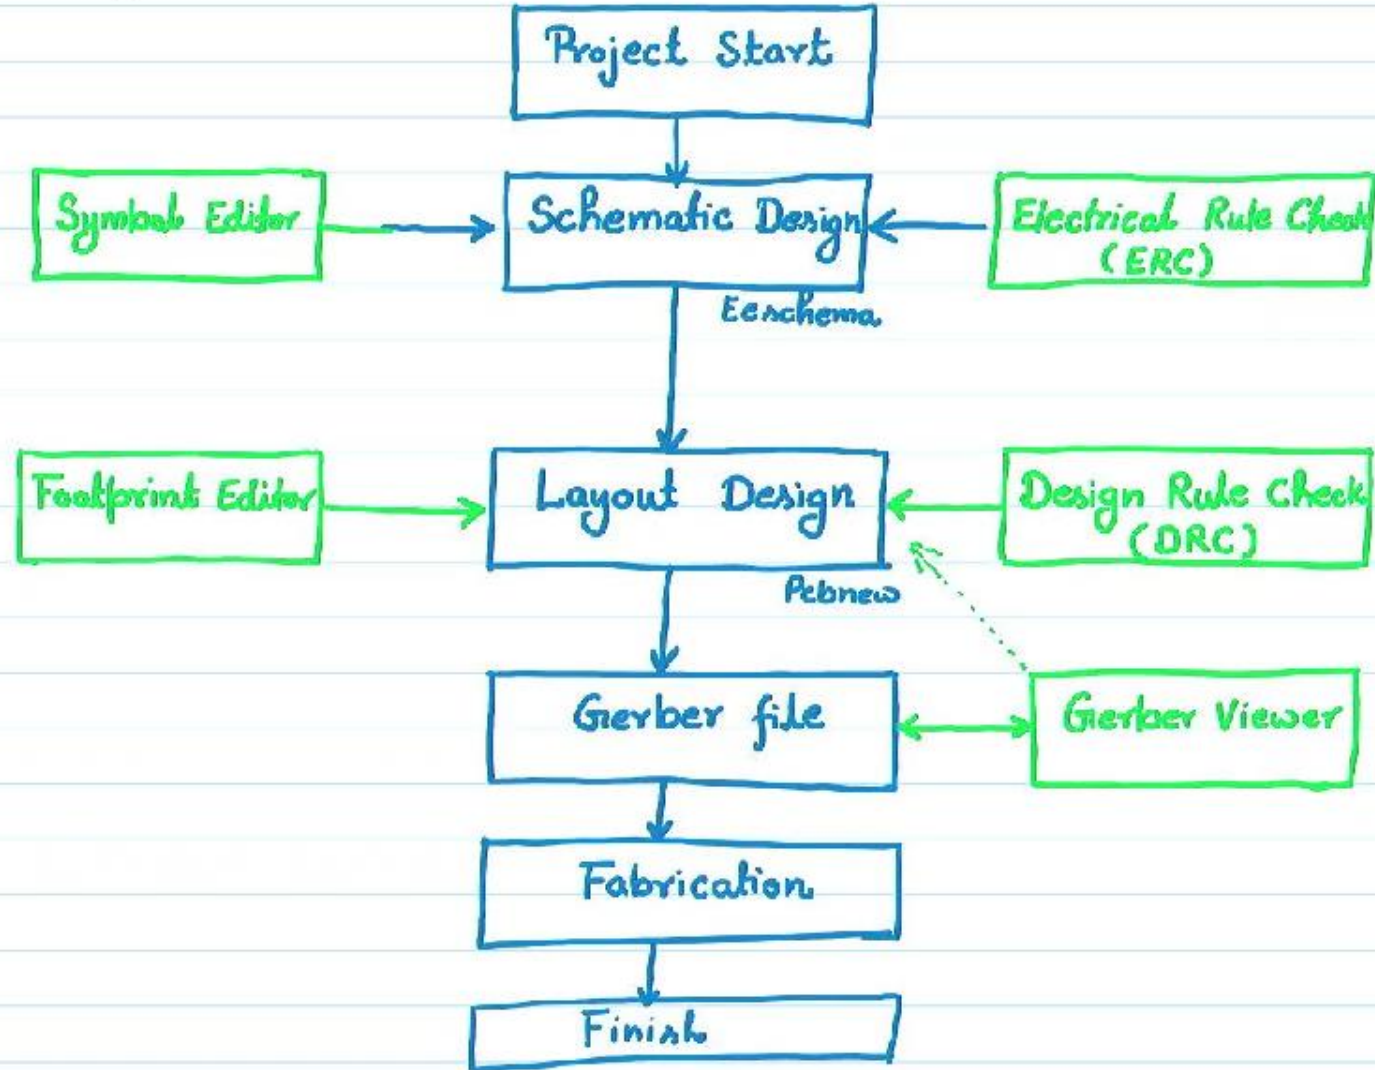 Project Start
Symbol Editor
Schematic Design
Electrical Rule Check
(ERC)
Eeschema
Footprint Editor
Layout Design
Design Rule Check
(DRC)
Pcbnew
Gerber file
Gerber Viewer
Fabrication
Finish